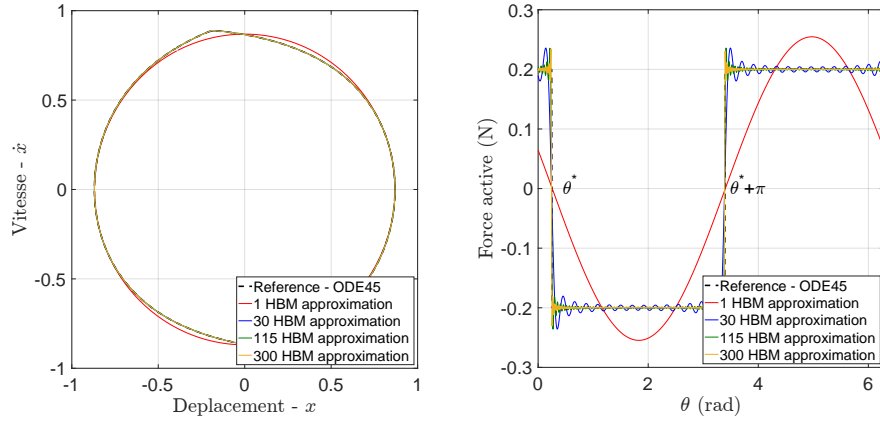 1
0.5
0
-0.5
-1
-1
-0.5
0
0.5
1
Vitesse - ẋ
Deplacement - x
Reference - ODE45
1 HBM approximation
30 HBM approximation
115 HBM approximation
300 HBM approximation
0.3
0.2
0.1
0
-0.1
-0.2
-0.3
0
2
4
6
Force active (N)
θ (rad)
θ*
θ*+π
Reference - ODE45
1 HBM approximation
30 HBM approximation
115 HBM approximation
300 HBM approximation